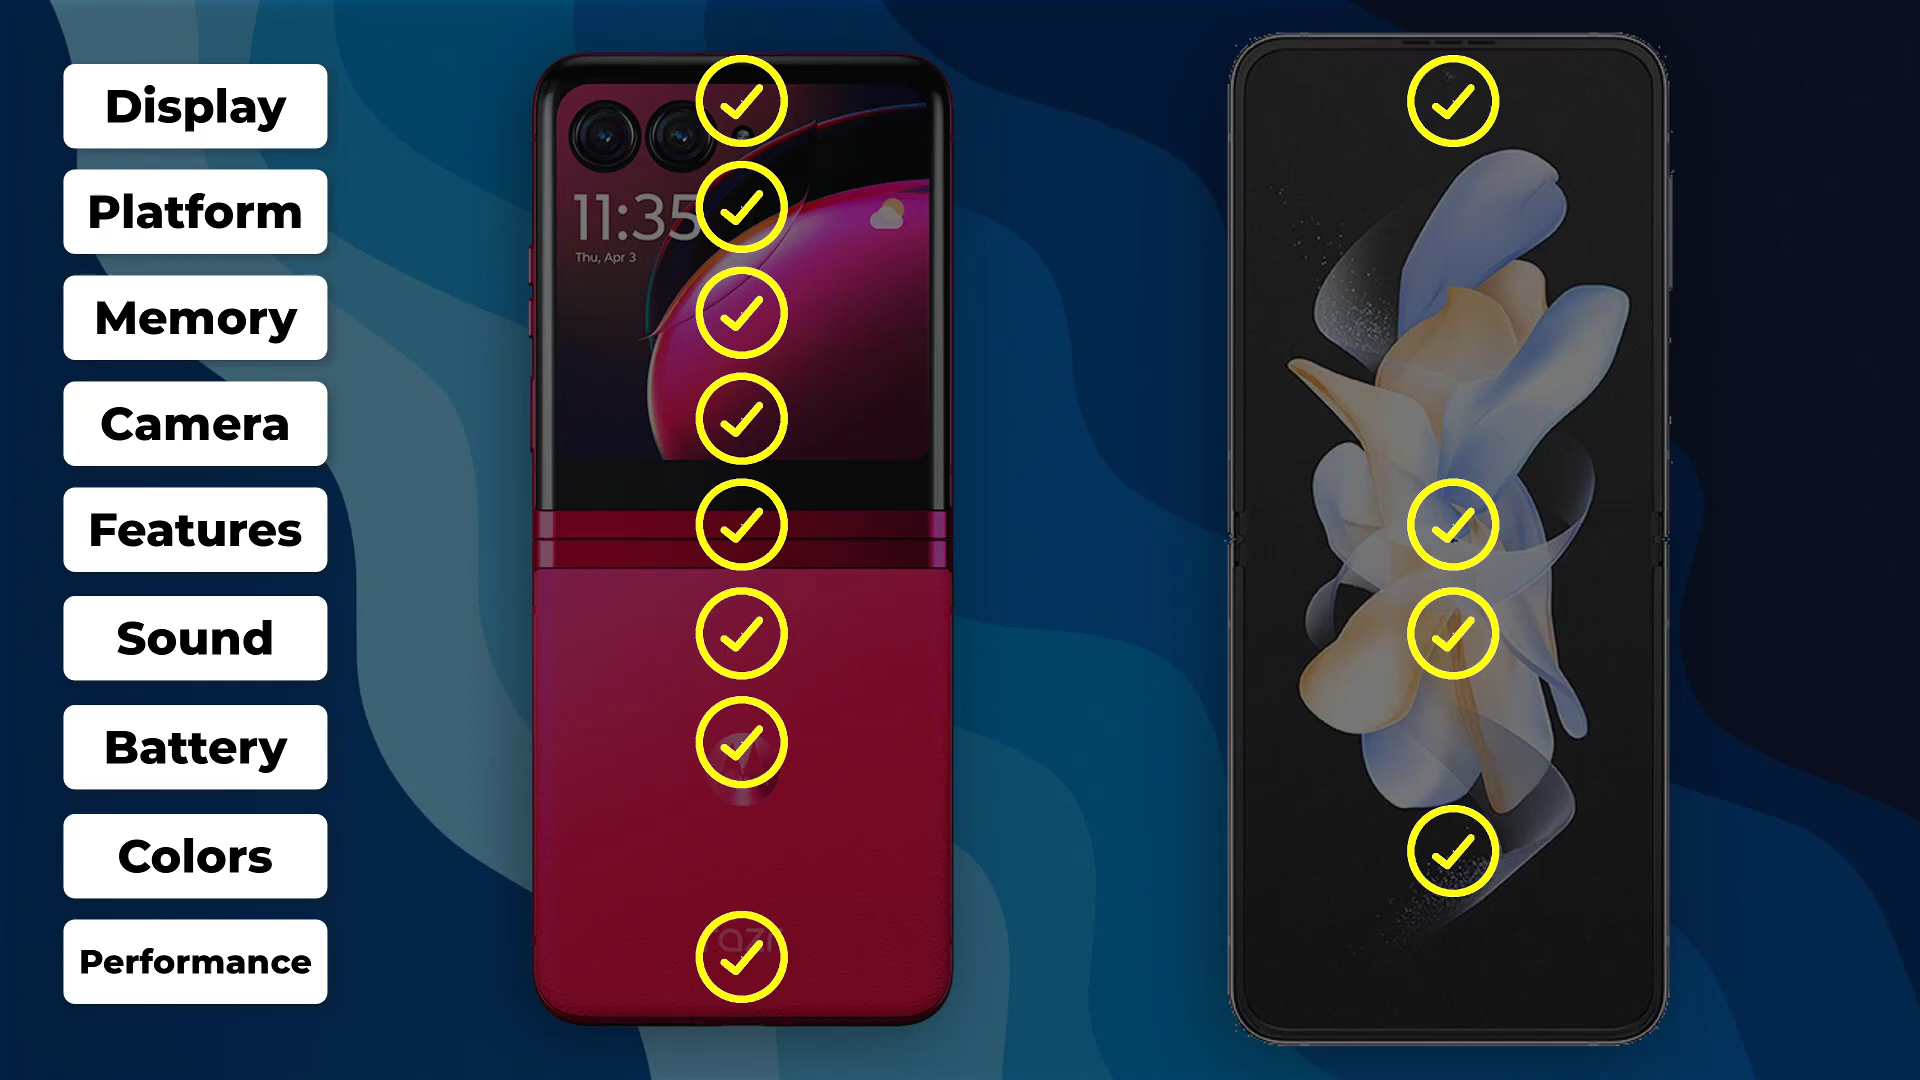 Display
Platform
Memory
Camera
Features
Sound
Battery
Colors
Performance
11:35
Thu, Apr 3